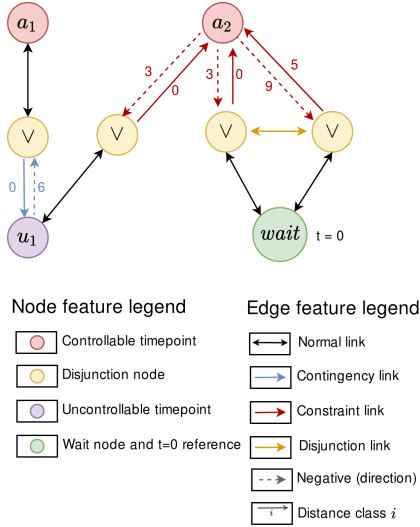 a₁
a₂
3
0
3
0
9
5
∨
∨
∨
∨
0
6
u₁
wait
t = 0
Node feature legend
Controllable timepoint
Disjunction node
Uncontrollable timepoint
Wait node and t=0 reference
Edge feature legend
Normal link
Contingency link
Constraint link
Disjunction link
Negative (direction)
i
Distance class i